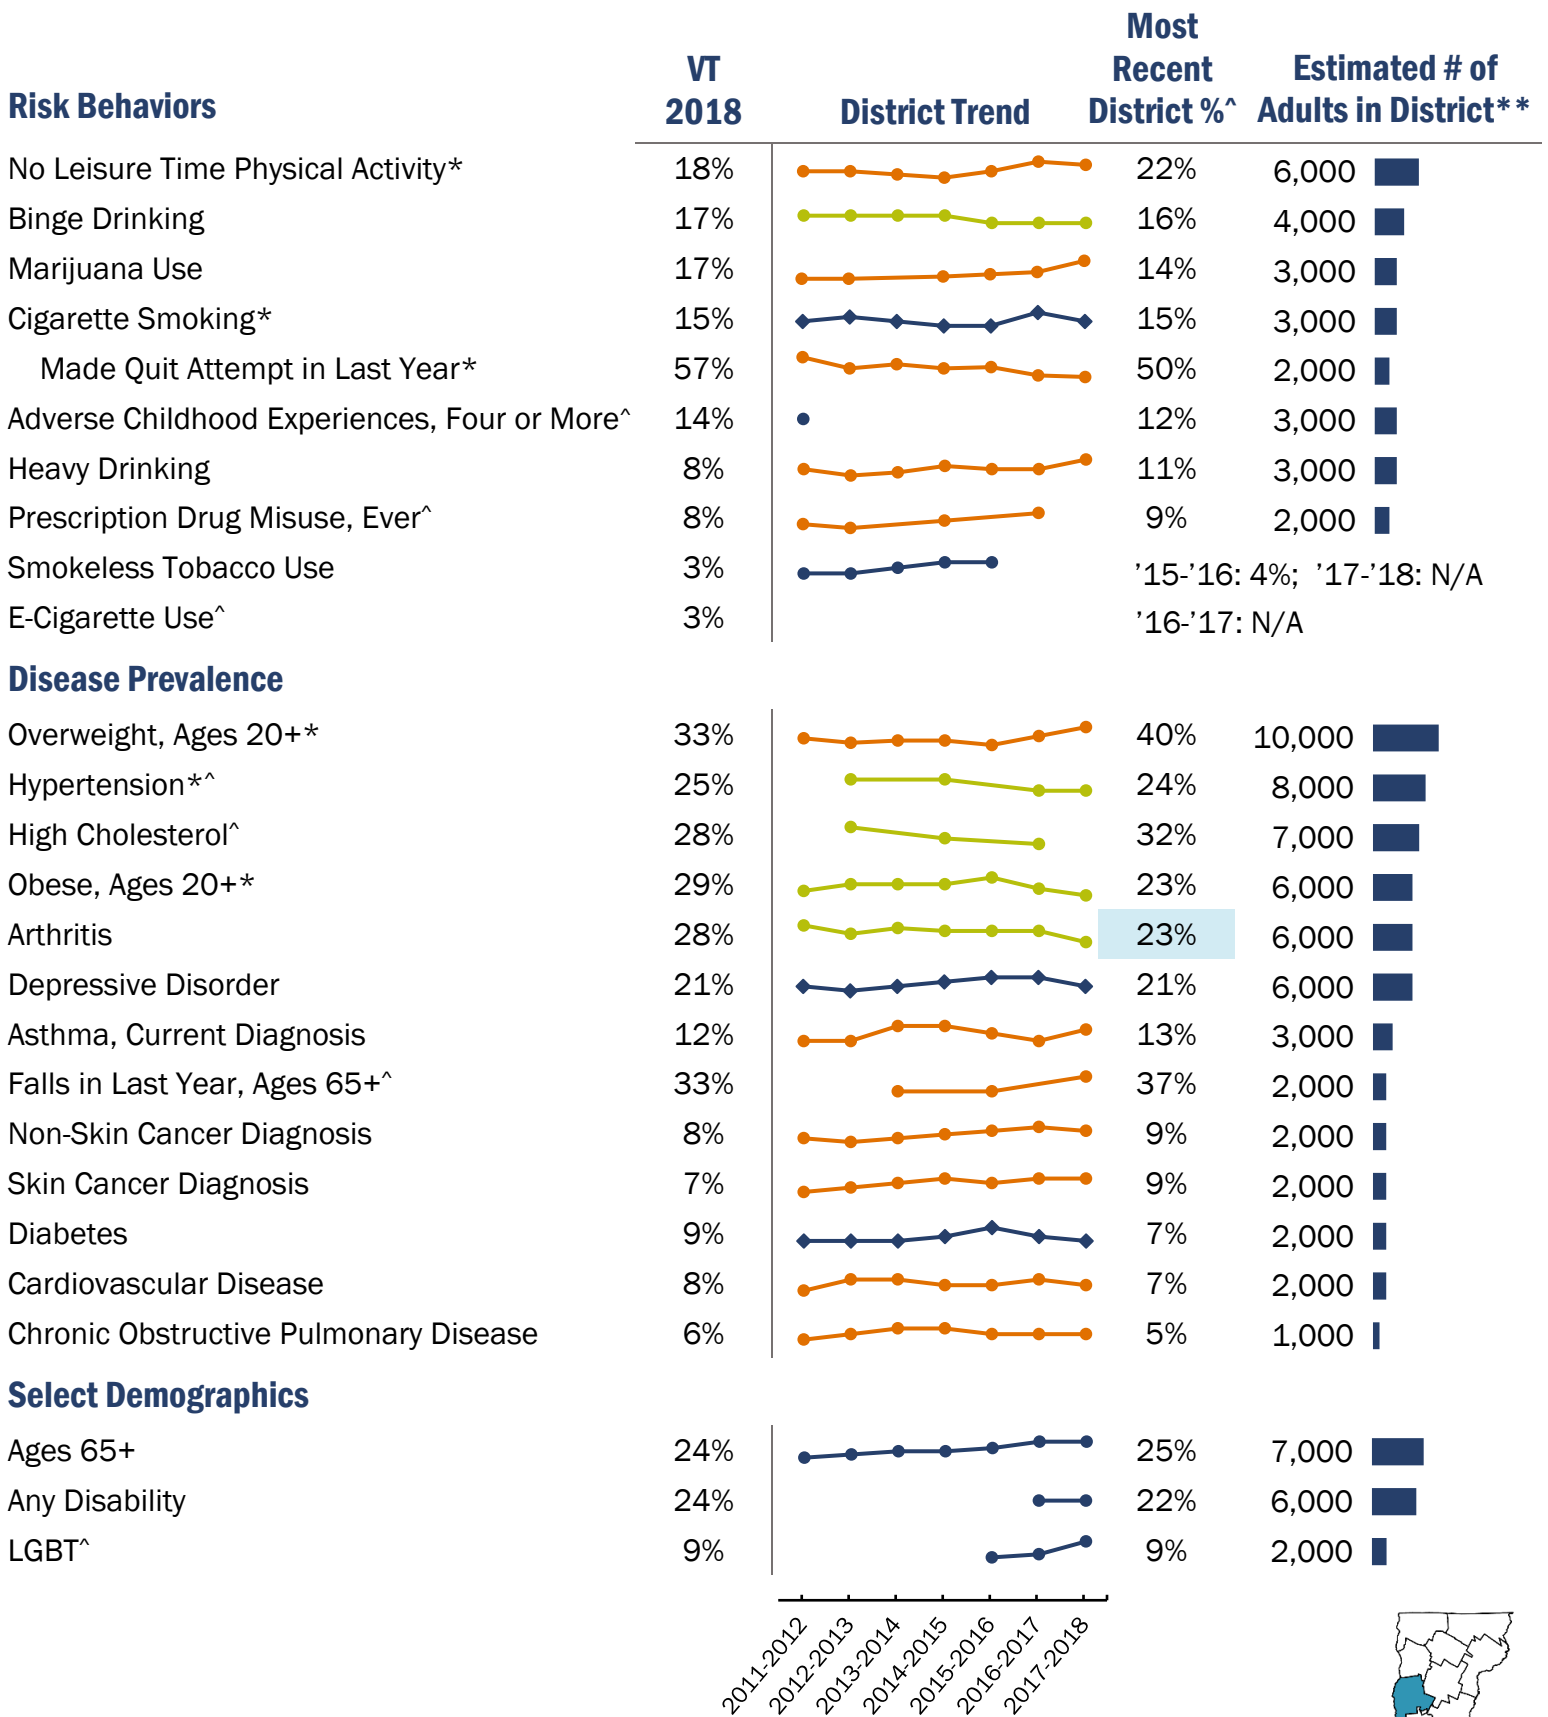 Risk Behaviors VT 2018 District Trend Most Recent District %^ Estimated # of Adults in District**
No Leisure Time Physical Activity* 18% 22% 6,000
Binge Drinking 17% 16% 4,000
Marijuana Use 17% 14% 3,000
Cigarette Smoking* 15% 15% 3,000
Made Quit Attempt in Last Year* 57% 50% 2,000
Adverse Childhood Experiences, Four or More^ 14% 12% 3,000
Heavy Drinking 8% 11% 3,000
Prescription Drug Misuse, Ever^ 8% 9% 2,000
Smokeless Tobacco Use 3% ’15-’16: 4%; ’17-’18: N/A
E-Cigarette Use^ 3% ’16-’17: N/A
Disease Prevalence
Overweight, Ages 20+* 33% 40% 10,000
Hypertension*^ 25% 24% 8,000
High Cholesterol^ 28% 32% 7,000
Obese, Ages 20+* 29% 23% 6,000
Arthritis 28% 23% 6,000
Depressive Disorder 21% 21% 6,000
Asthma, Current Diagnosis 12% 13% 3,000
Falls in Last Year, Ages 65+^ 33% 37% 2,000
Non-Skin Cancer Diagnosis 8% 9% 2,000
Skin Cancer Diagnosis 7% 9% 2,000
Diabetes 9% 7% 2,000
Cardiovascular Disease 8% 7% 2,000
Chronic Obstructive Pulmonary Disease 6% 5% 1,000
Select Demographics
Ages 65+ 24% 25% 7,000
Any Disability 24% 22% 6,000
LGBT^ 9% 9% 2,000
2011-2012 2012-2013 2013-2014 2014-2015 2015-2016 2016-2017 2017-2018